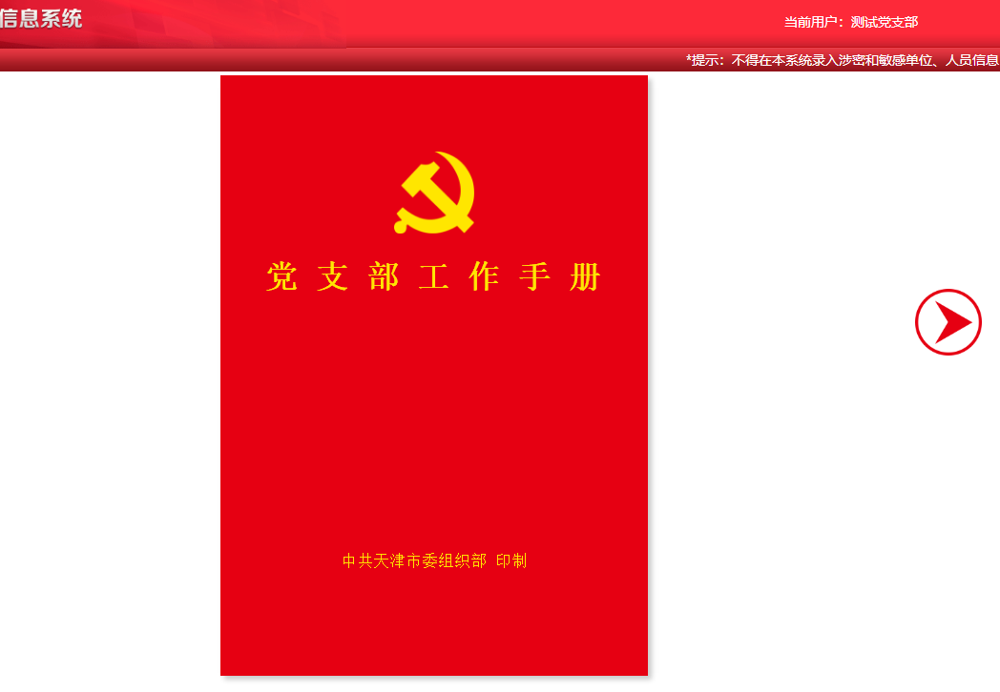 信息系统
当前用户：测试党支部
*提示：不得在本系统录入涉密和敏感单位、人员信息
党支部工作手册
中共天津市委组织部 印制